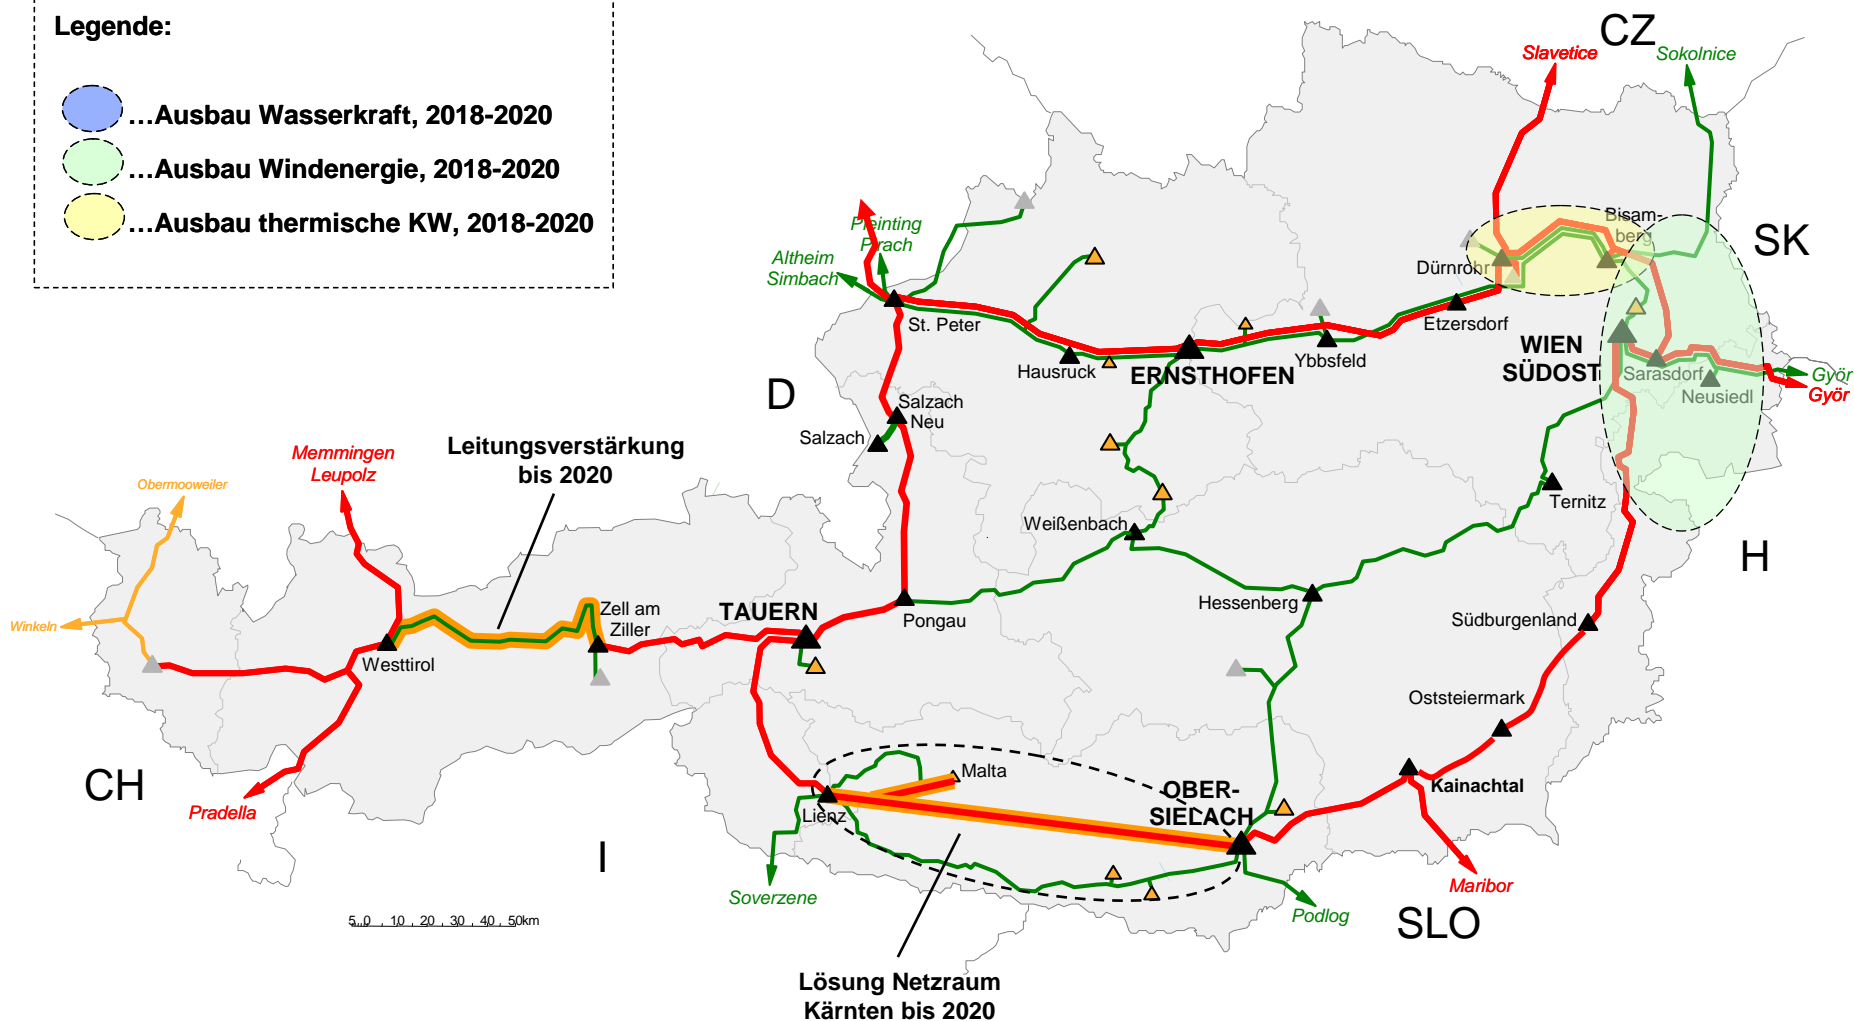 Legende:
...Ausbau Wasserkraft, 2018-2020
...Ausbau Windenergie, 2018-2020
...Ausbau thermische KW, 2018-2020
CZ
Slavetice
Sokolnice
SK
Bisam-
berg
Dürnrohr
Pleinting
Pirach
Altheim
Simbach
St. Peter
Etzersdorf
Hausruck
ERNSTHOFEN
Ybbsfeld
WIEN
SÜDOST
Sarasdorf
Neusiedl
Györ
Györ
D
Salzach
Neu
Salzach
Leitungsverstärkung
bis 2020
Memmingen
Leupolz
Obermooweiler
Ternitz
Weißenbach
H
Winkeln
Westtirol
Zell am
Ziller
TAUERN
Pongau
Hessenberg
Südburgenland
Oststeiermark
CH
Pradella
Malta
Lienz
OBER-
SIELACH
Kainachtal
I
Soverzene
Maribor
Podlog
SLO
5 0 10 20 30 40 50km
Lösung Netzraum
Kärnten bis 2020